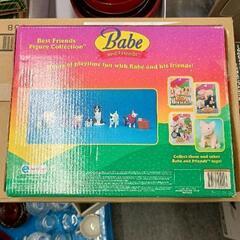 Best Friends
Figure Collection
Babe
and Friends
of playtime fun with Babe and his friends!
Collect these and other
Babe and Friends toys!